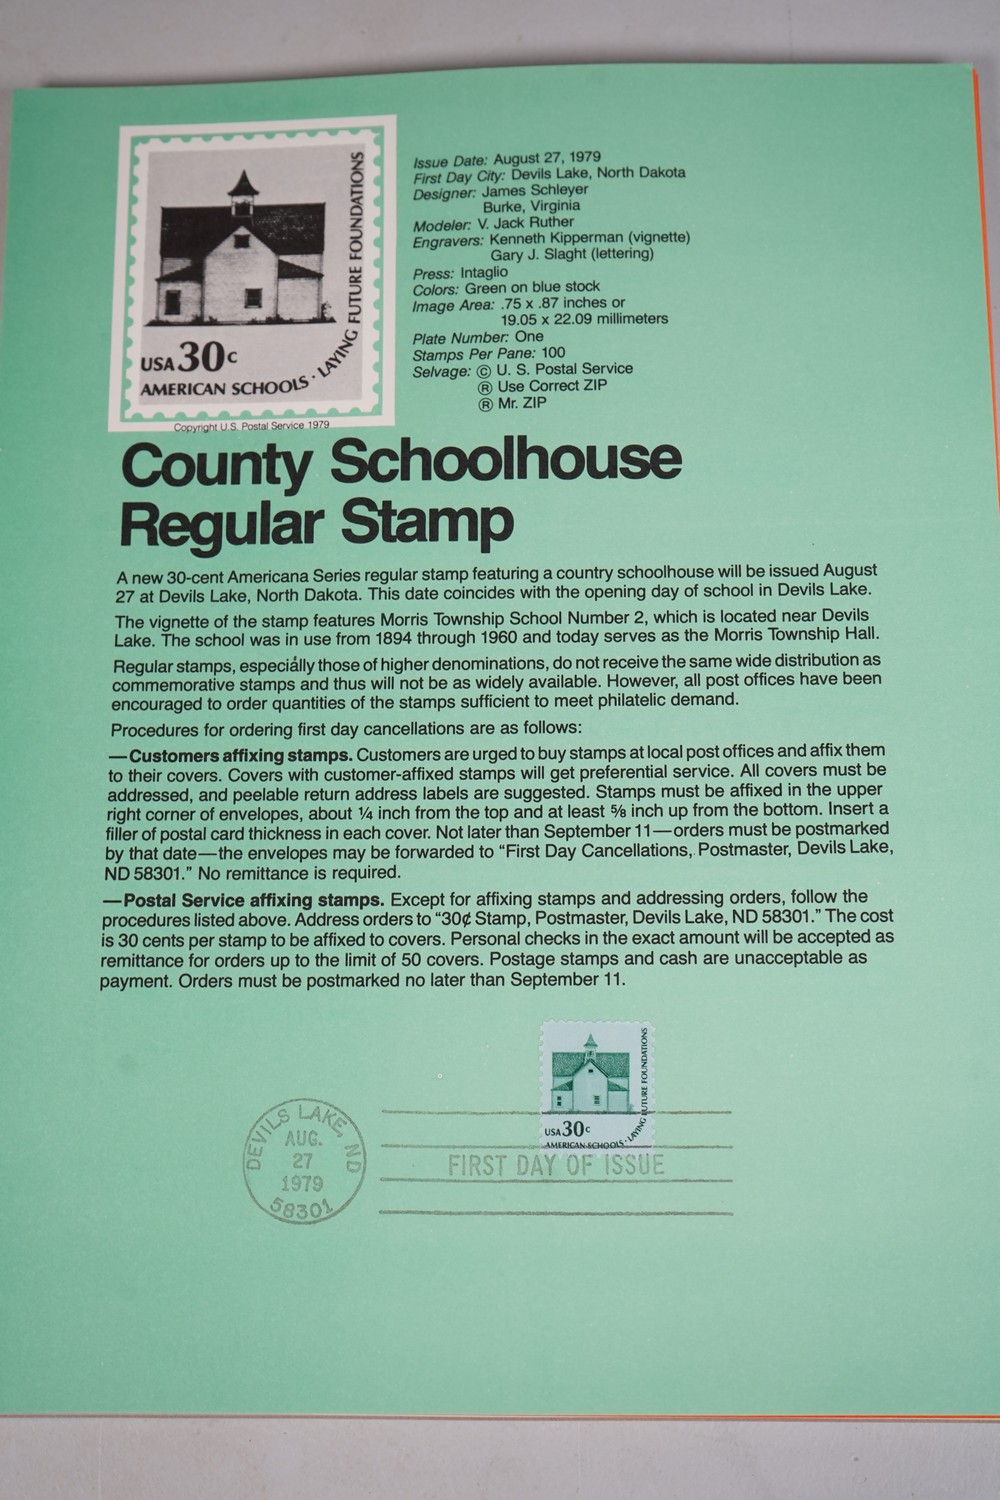 USA 30c
AMERICAN SCHOOLS · LAYING FUTURE FOUNDATIONS
Copyright U.S. Postal Service 1979
Issue Date: August 27, 1979
First Day City: Devils Lake, North Dakota
Designer: James Schleyer
Burke, Virginia
Modeler: V. Jack Ruther
Engravers: Kenneth Kipperman (vignette)
Gary J. Slaght (lettering)
Press: Intaglio
Colors: Green on blue stock
Image Area: .75 x .87 inches or
19.05 x 22.09 millimeters
Plate Number: One
Stamps Per Pane: 100
Selvage: © U. S. Postal Service
® Use Correct ZIP
® Mr. ZIP
County Schoolhouse
Regular Stamp
A new 30-cent Americana Series regular stamp featuring a country schoolhouse will be issued August
27 at Devils Lake, North Dakota. This date coincides with the opening day of school in Devils Lake.
The vignette of the stamp features Morris Township School Number 2, which is located near Devils
Lake. The school was in use from 1894 through 1960 and today serves as the Morris Township Hall.
Regular stamps, especially those of higher denominations, do not receive the same wide distribution as
commemorative stamps and thus will not be as widely available. However, all post offices have been
encouraged to order quantities of the stamps sufficient to meet philatelic demand.
Procedures for ordering first day cancellations are as follows:
—Customers affixing stamps. Customers are urged to buy stamps at local post offices and affix them
to their covers. Covers with customer-affixed stamps will get preferential service. All covers must be
addressed, and peelable return address labels are suggested. Stamps must be affixed in the upper
right corner of envelopes, about ¼ inch from the top and at least ⅝ inch up from the bottom. Insert a
filler of postal card thickness in each cover. Not later than September 11—orders must be postmarked
by that date—the envelopes may be forwarded to “First Day Cancellations, Postmaster, Devils Lake,
ND 58301.” No remittance is required.
—Postal Service affixing stamps. Except for affixing stamps and addressing orders, follow the
procedures listed above. Address orders to “30¢ Stamp, Postmaster, Devils Lake, ND 58301.” The cost
is 30 cents per stamp to be affixed to covers. Personal checks in the exact amount will be accepted as
remittance for orders up to the limit of 50 covers. Postage stamps and cash are unacceptable as
payment. Orders must be postmarked no later than September 11.
USA 30c
AMERICAN SCHOOLS · LAYING FUTURE FOUNDATIONS
DEVILS LAKE, ND
AUG.
27
1979
58301
FIRST DAY OF ISSUE